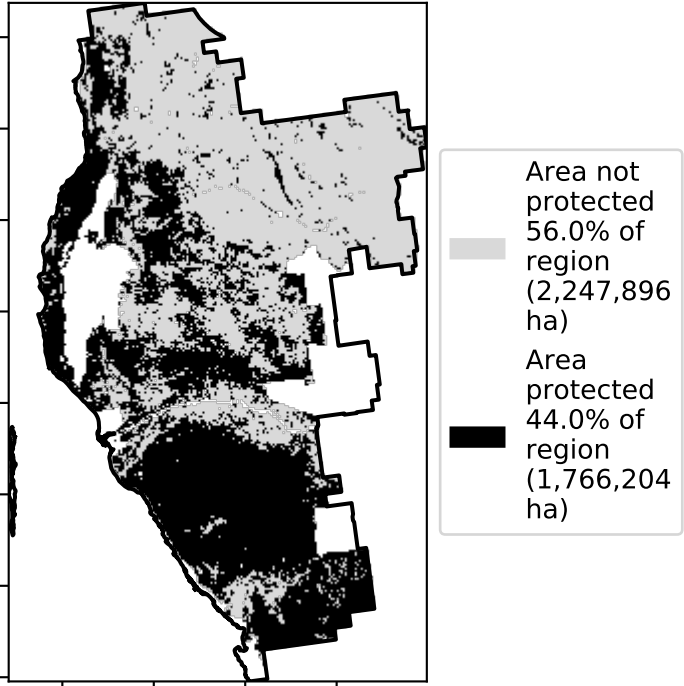 Area not
protected
56.0% of
region
(2,247,896
ha)
Area
protected
44.0% of
region
(1,766,204
ha)